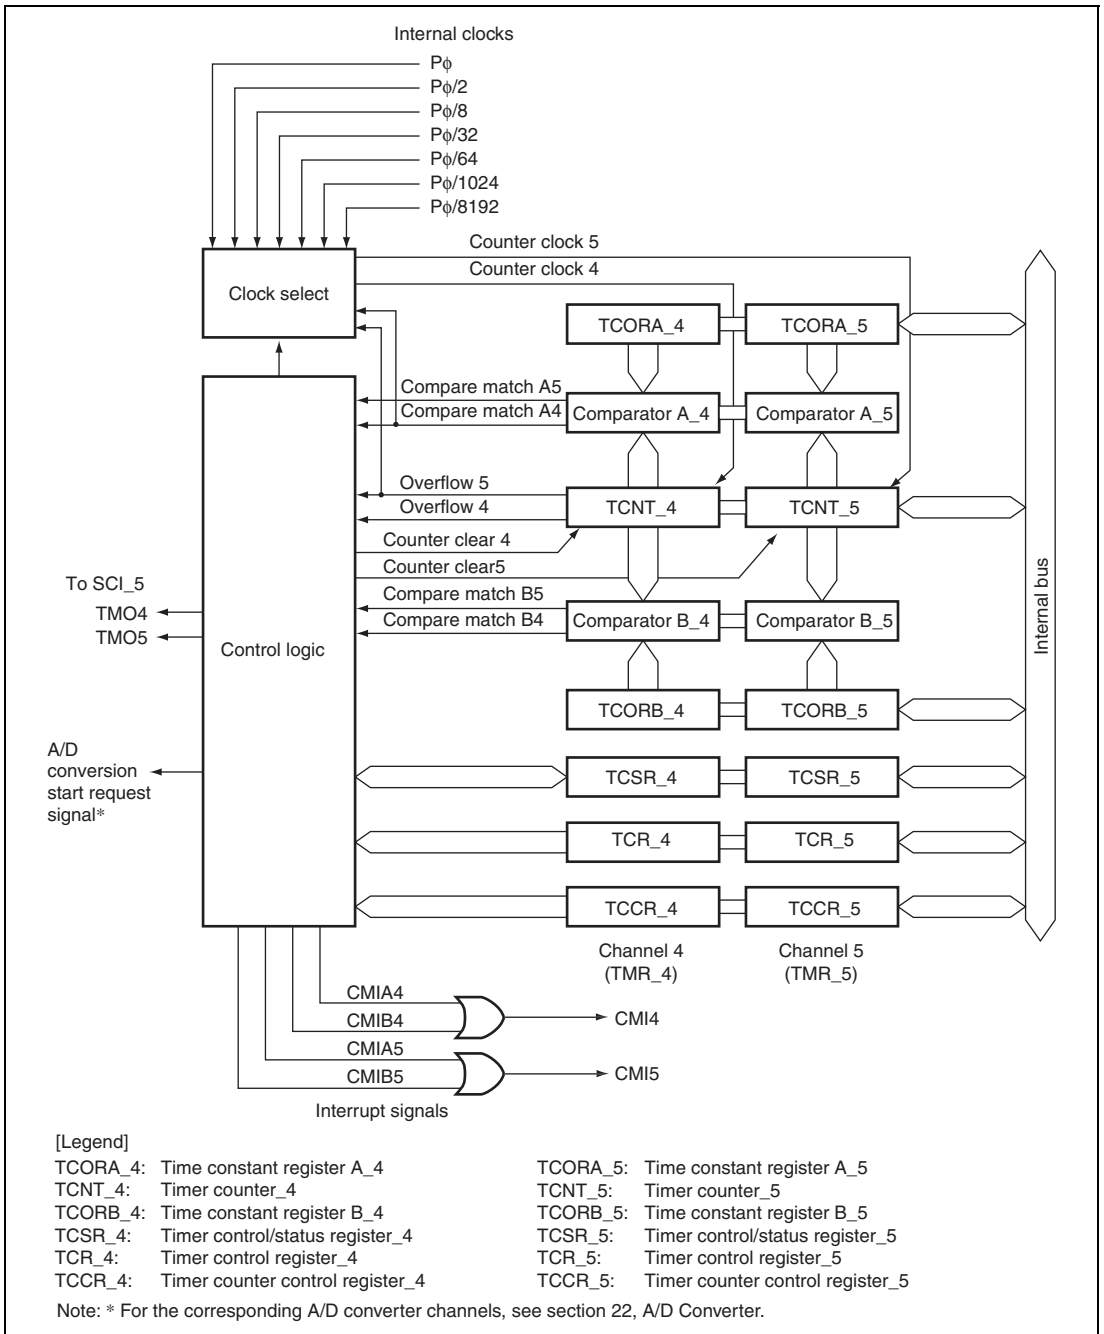 Internal clocks
Pϕ
Pϕ/2
Pϕ/8
Pϕ/32
Pϕ/64
Pϕ/1024
Pϕ/8192
Counter clock 5
Counter clock 4
Clock select
TCORA_4
TCORA_5
Compare match A5
Compare match A4
Comparator A_4
Comparator A_5
Overflow 5
Overflow 4
TCNT_4
TCNT_5
Counter clear 4
Counter clear5
To SCI_5
TMO4
TMO5
Compare match B5
Compare match B4
Comparator B_4
Comparator B_5
Control logic
Internal bus
TCORB_4
TCORB_5
A/D
conversion
start request
signal*
TCSR_4
TCSR_5
TCR_4
TCR_5
TCCR_4
TCCR_5
Channel 4
(TMR_4)
Channel 5
(TMR_5)
CMIA4
CMIB4
CMI4
CMIA5
CMIB5
CMI5
Interrupt signals
[Legend]
TCORA_4: Time constant register A_4
TCNT_4: Timer counter_4
TCORB_4: Time constant register B_4
TCSR_4: Timer control/status register_4
TCR_4: Timer control register_4
TCCR_4: Timer counter control register_4
TCORA_5: Time constant register A_5
TCNT_5: Timer counter_5
TCORB_5: Time constant register B_5
TCSR_5: Timer control/status register_5
TCR_5: Timer control register_5
TCCR_5: Timer counter control register_5
Note: * For the corresponding A/D converter channels, see section 22, A/D Converter.